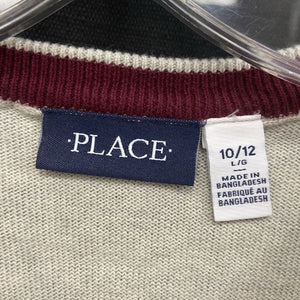 ·PLACE·
10/12
L/G
MADE IN
BANGLADESH
FABRIQUÉ AU
BANGLADESH